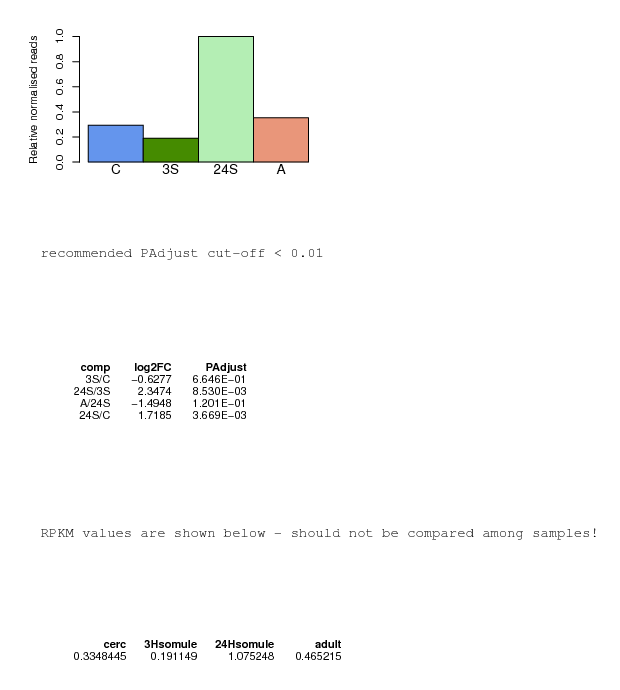 Relative normalised reads
1.0
0.8
0.6
0.4
0.2
0.0
C 3S 24S A
recommended PAdjust cut-off < 0.01
comp log2FC PAdjust
3S/C −0.6277 6.646E−01
24S/3S 2.3474 8.530E−03
A/24S −1.4948 1.201E−01
24S/C 1.7185 3.669E−03
RPKM values are shown below - should not be compared among samples!
cerc 3Hsomule 24Hsomule adult
0.3348445 0.191149 1.075248 0.465215